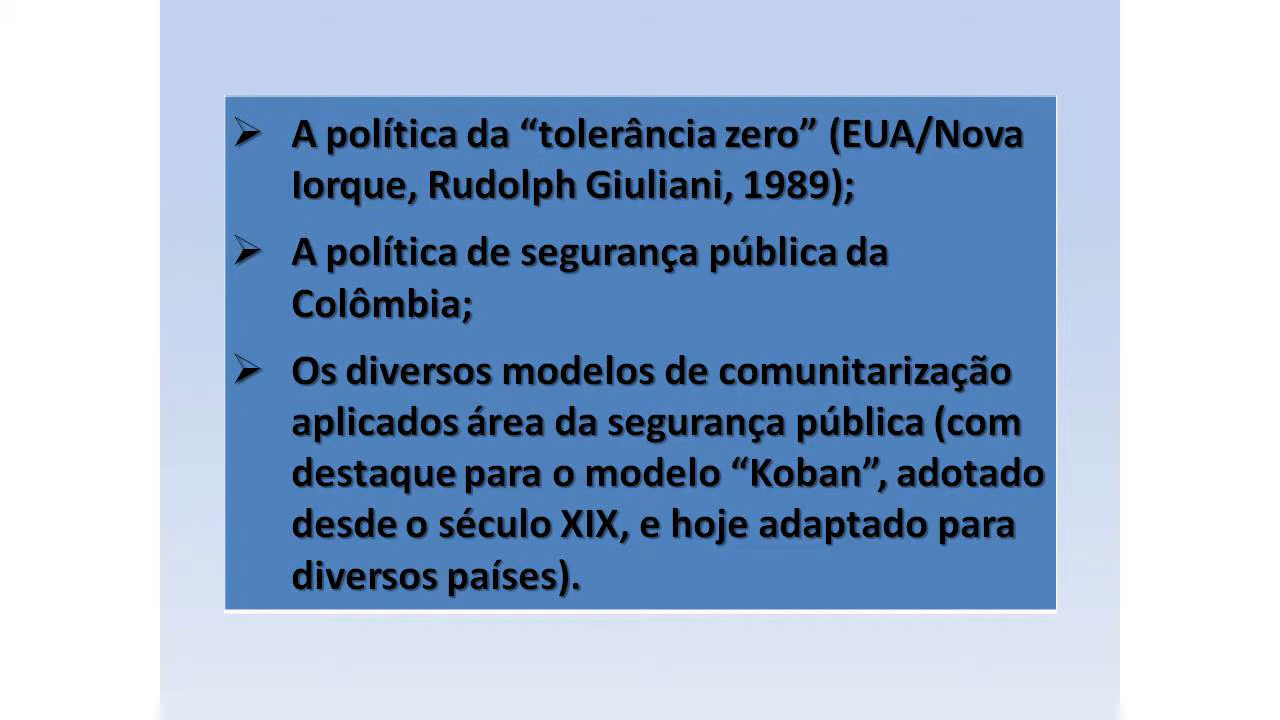 ➢ A política da “tolerância zero” (EUA/Nova
Iorque, Rudolph Giuliani, 1989);
➢ A política de segurança pública da
Colômbia;
➢ Os diversos modelos de comunitarização
aplicados área da segurança pública (com
destaque para o modelo “Koban”, adotado
desde o século XIX, e hoje adaptado para
diversos países).